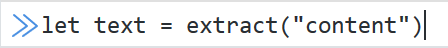 let text = extract("content")